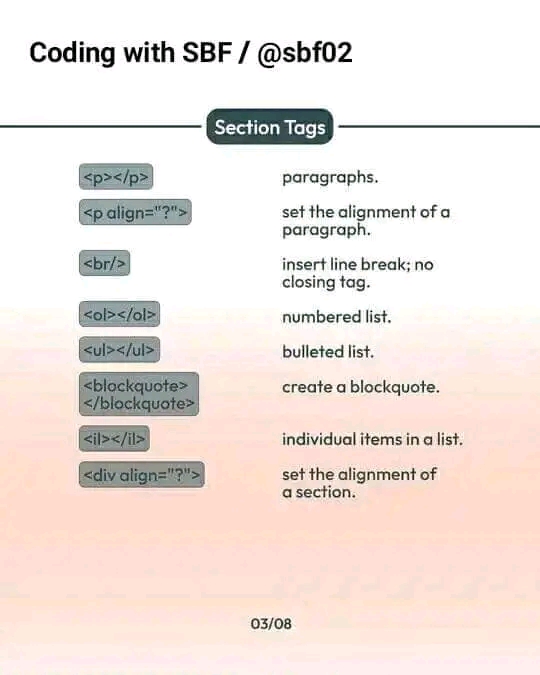 Coding with SBF / @sbf02
Section Tags
<p></p> paragraphs.
<p align="?"> set the alignment of a
paragraph.
<br/> insert line break; no
closing tag.
<ol></ol> numbered list.
<ul></ul> bulleted list.
<blockquote>
</blockquote> create a blockquote.
<il></il> individual items in a list.
<div align="?"> set the alignment of
a section.
03/08